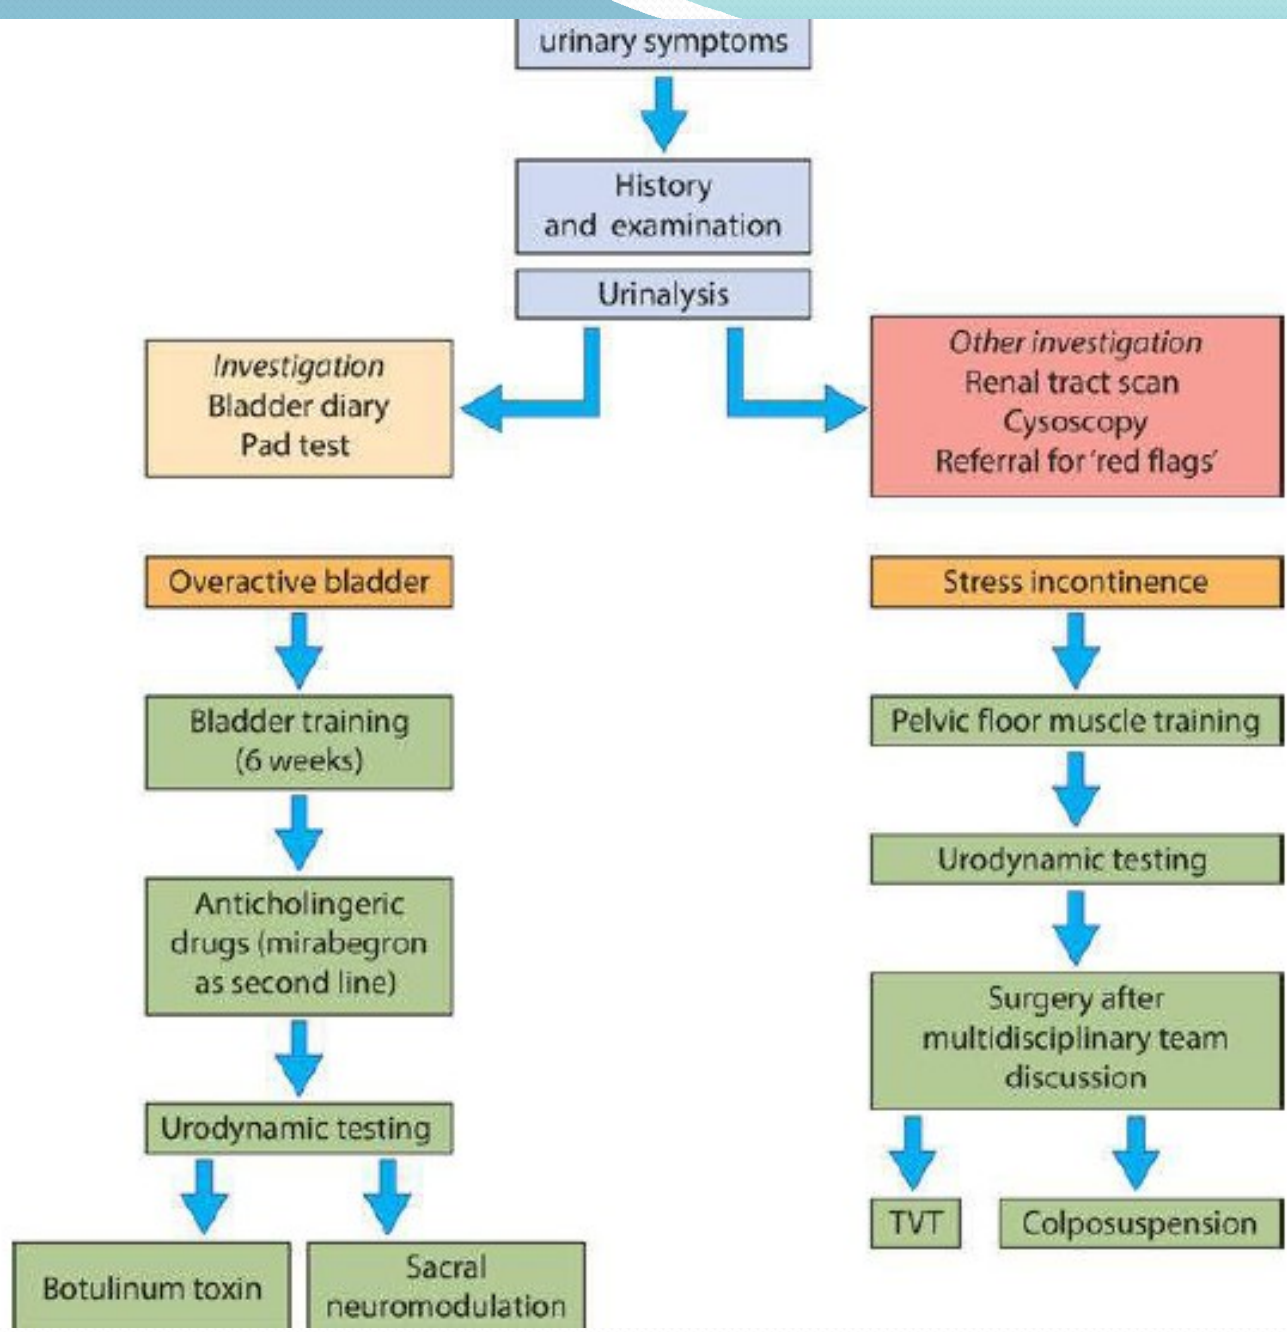 urinary symptoms
History
and examination
Urinalysis
Investigation
Bladder diary
Pad test
Other investigation
Renal tract scan
Cysoscopy
Referral for 'red flags'
Overactive bladder
Bladder training
(6 weeks)
Anticholingeric
drugs (mirabegron
as second line)
Urodynamic testing
Botulinum toxin
Sacral
neuromodulation
Stress incontinence
Pelvic floor muscle training
Urodynamic testing
Surgery after
multidisciplinary team
discussion
TVT
Colposuspension